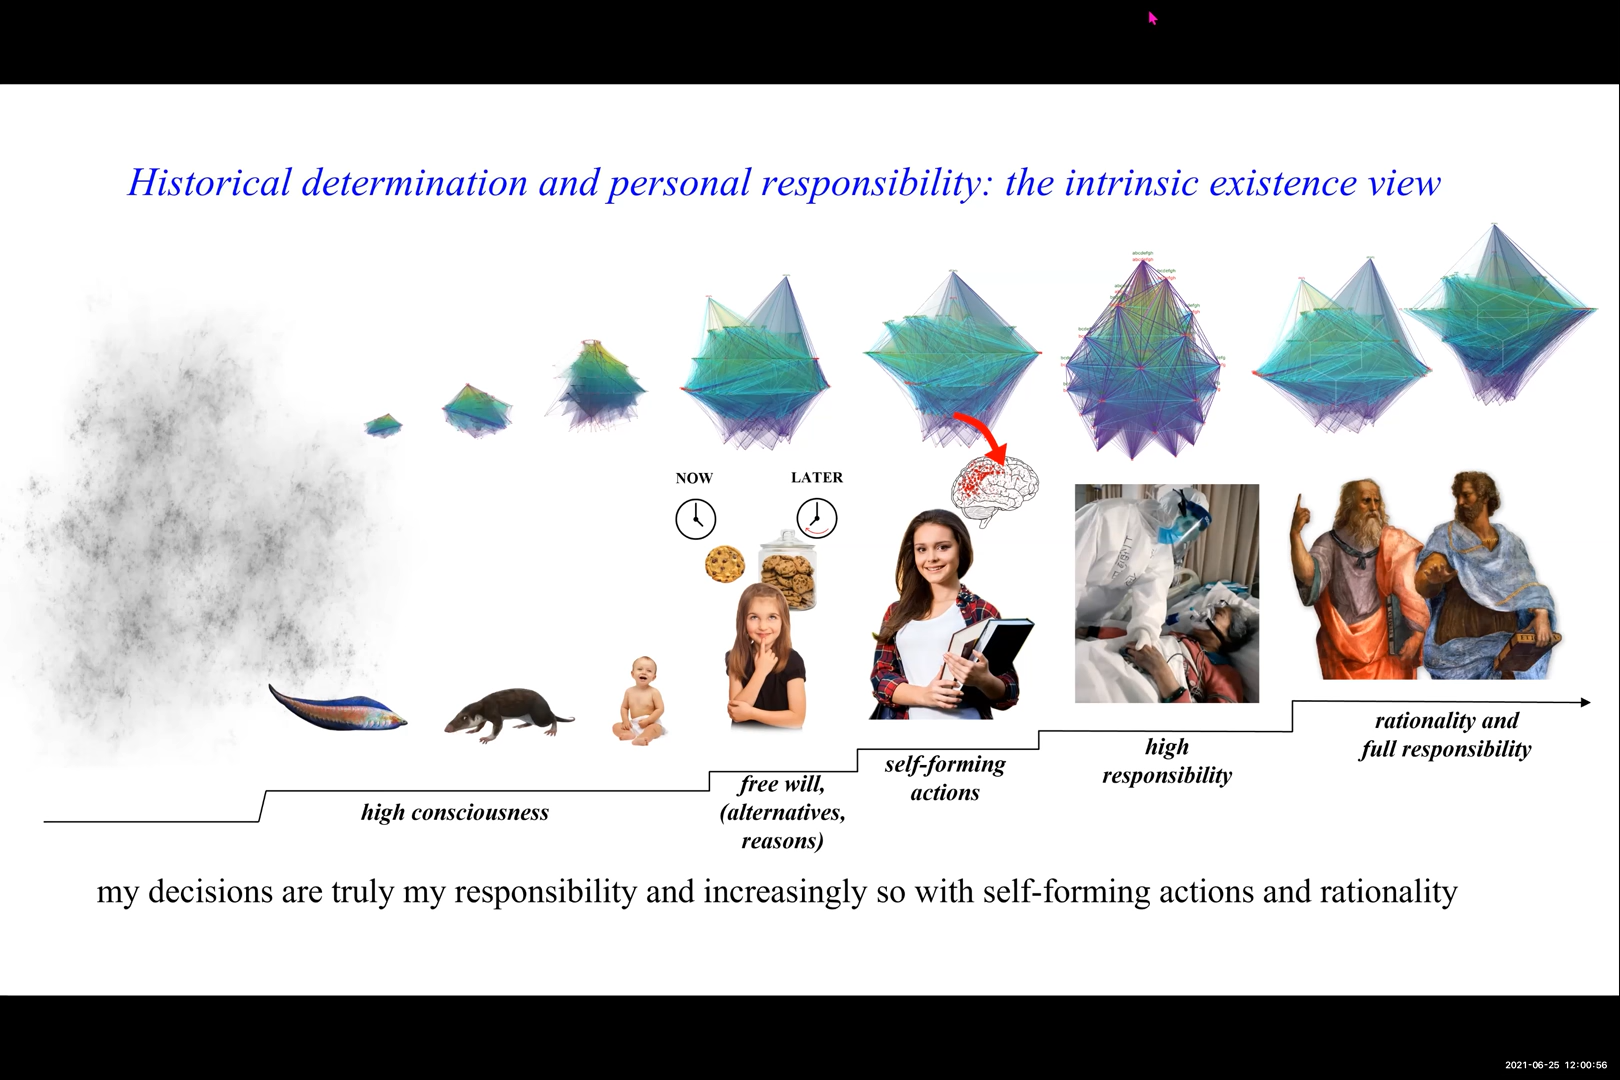 Historical determination and personal responsibility: the intrinsic existence view
abcdefgh
NOW
LATER
high consciousness
free will,
(alternatives,
reasons)
self-forming
actions
high
responsibility
rationality and
full responsibility
my decisions are truly my responsibility and increasingly so with self-forming actions and rationality
2021-06-25 12:00:56